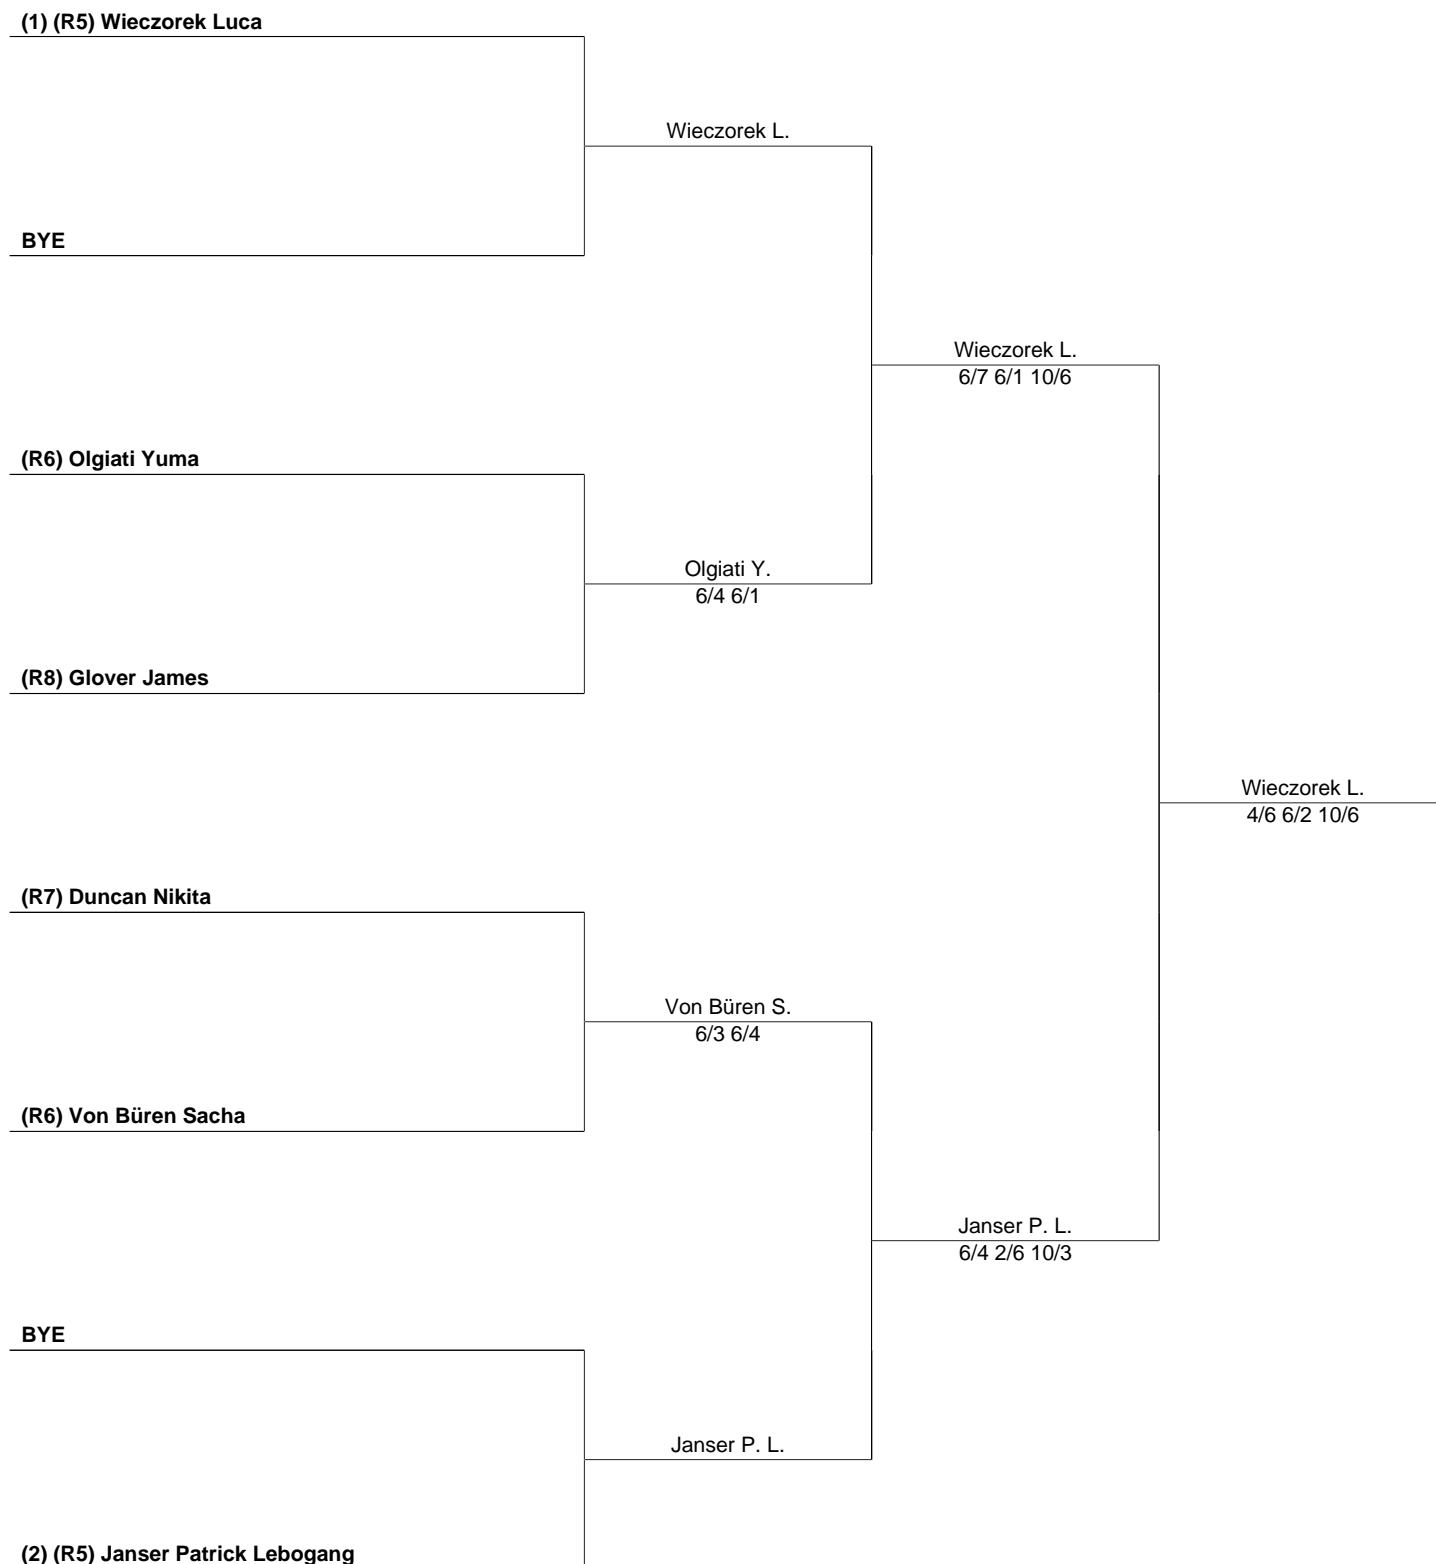 (1) (R5) Wieczorek Luca
Wieczorek L.
BYE
Wieczorek L.
6/7 6/1 10/6
(R6) Olgiati Yuma
Olgiati Y.
6/4 6/1
(R8) Glover James
Wieczorek L.
4/6 6/2 10/6
(R7) Duncan Nikita
Von Büren S.
6/3 6/4
(R6) Von Büren Sacha
Janser P. L.
6/4 2/6 10/3
BYE
Janser P. L.
(2) (R5) Janser Patrick Lebogang